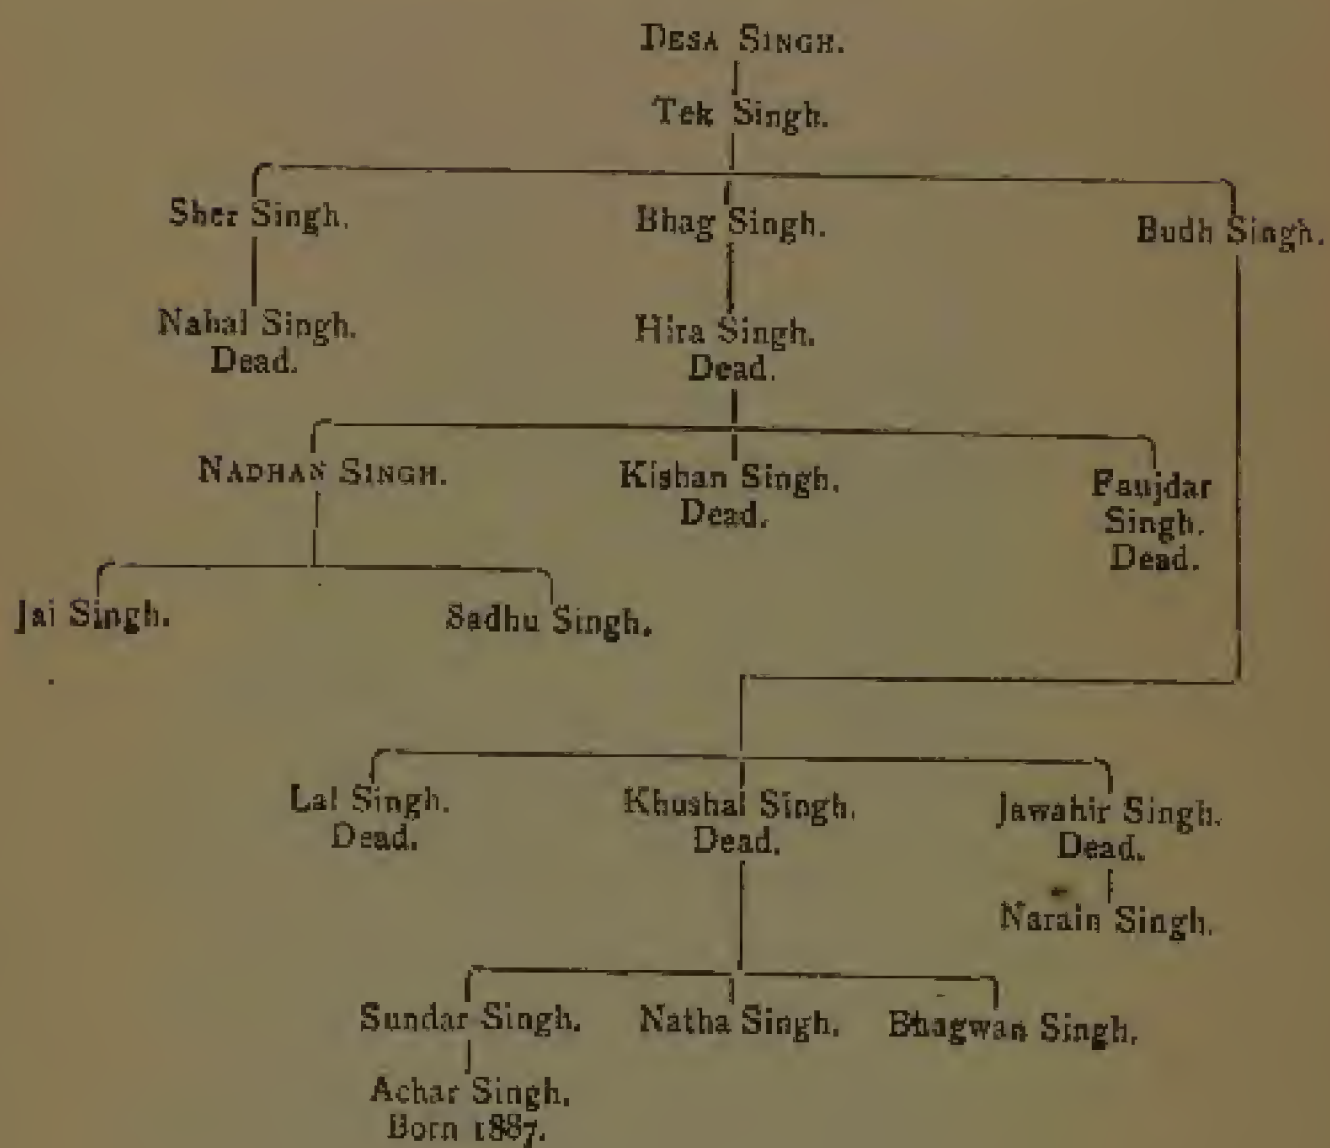 DESA SINGH.
Tek Singh.
Sher Singh.
Bhag Singh.
Budh Singh.
Nahal Singh.
Dead.
Hira Singh.
Dead.
NADHAN SINGH.
Kishan Singh.
Dead.
Faujdar
Singh.
Dead.
Jai Singh.
Sadhu Singh.
Lal Singh.
Dead.
Khushal Singh.
Dead.
Jawahir Singh.
Dead.
Narain Singh.
Sundar Singh.
Natha Singh.
Bhagwan Singh.
Achar Singh.
Born 1887.